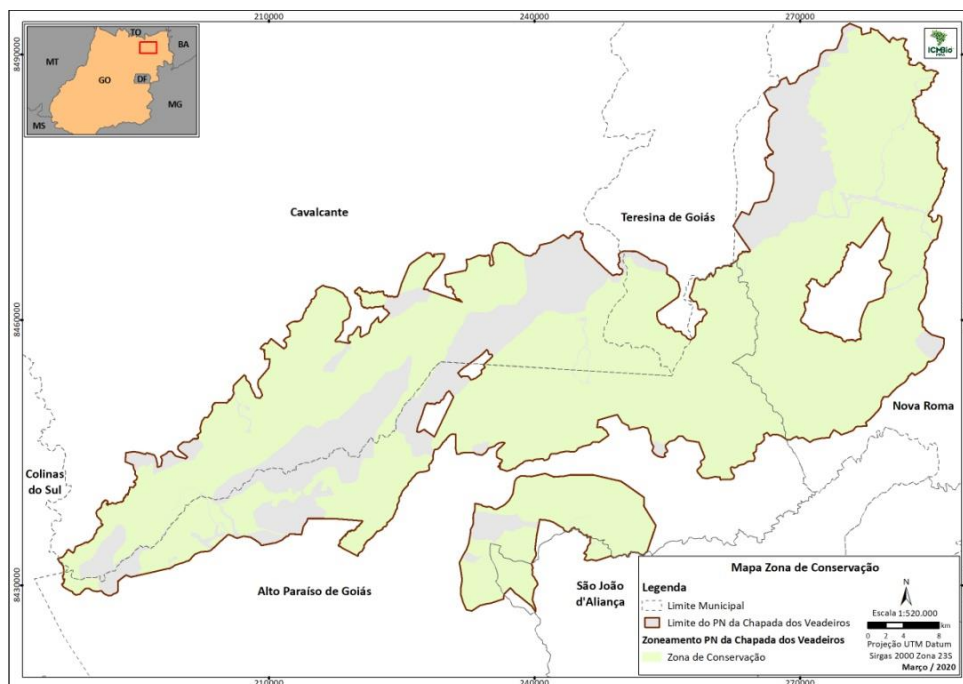 210000
240000
270000
8490000
8490000
TO
BA
MT
GO
DF
MG
MS
ICMBio
Cavalcante
Teresina de Goiás
8460000
8460000
Nova Roma
Colinas
do Sul
Alto Paraíso de Goiás
São João
d'Aliança
8430000
8430000
Mapa Zona de Conservação
Legenda
Limite Municipal
Limite do PN da Chapada dos Veadeiros
Zoneamento PN da Chapada dos Veadeiros
Zona de Conservação
N
Escala 1:520.000
0 2 4 8
km
Projeção UTM Datum
Sirgas 2000 Zona 23S
Março / 2020
210000
240000
270000